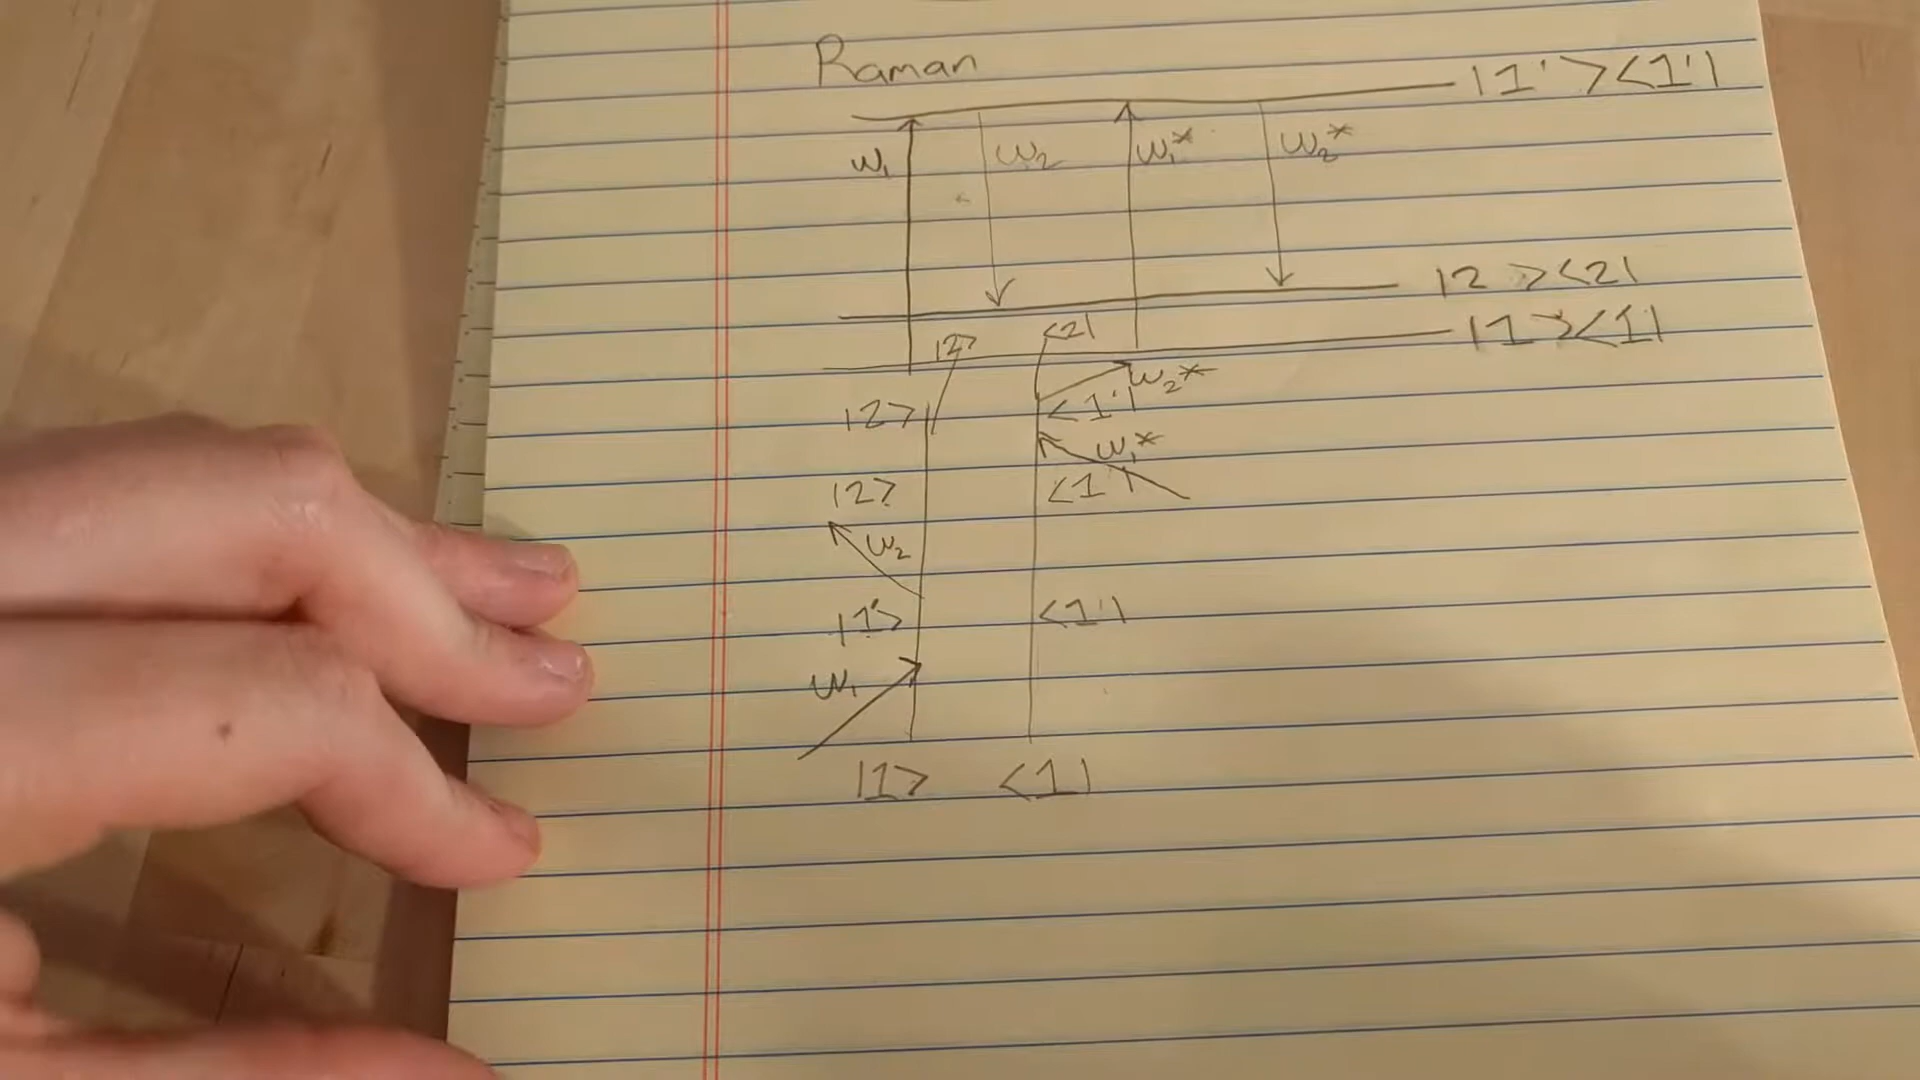 Raman
|1'><1'|
ω₁ ω₂ ω₁* ω₂*
|2><2|
|1><1|
|2> <2|
ω₂*
|2> <1'|
ω₁*
|2> <1'|
ω₂
|1'> <1'|
ω₁
|1> <1|